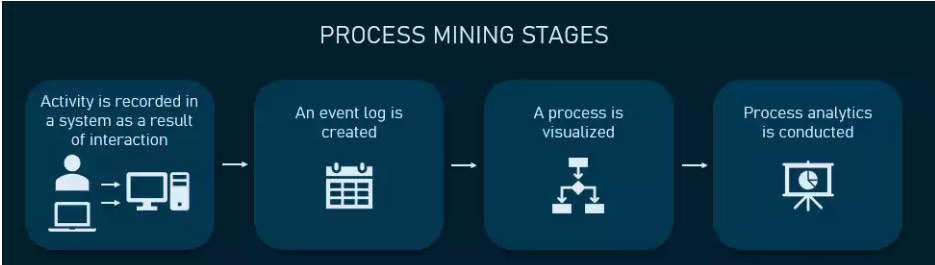 PROCESS MINING STAGES
Activity is recorded in
a system as a result
of interaction
An event log is
created
A process is
visualized
Process analytics
is conducted